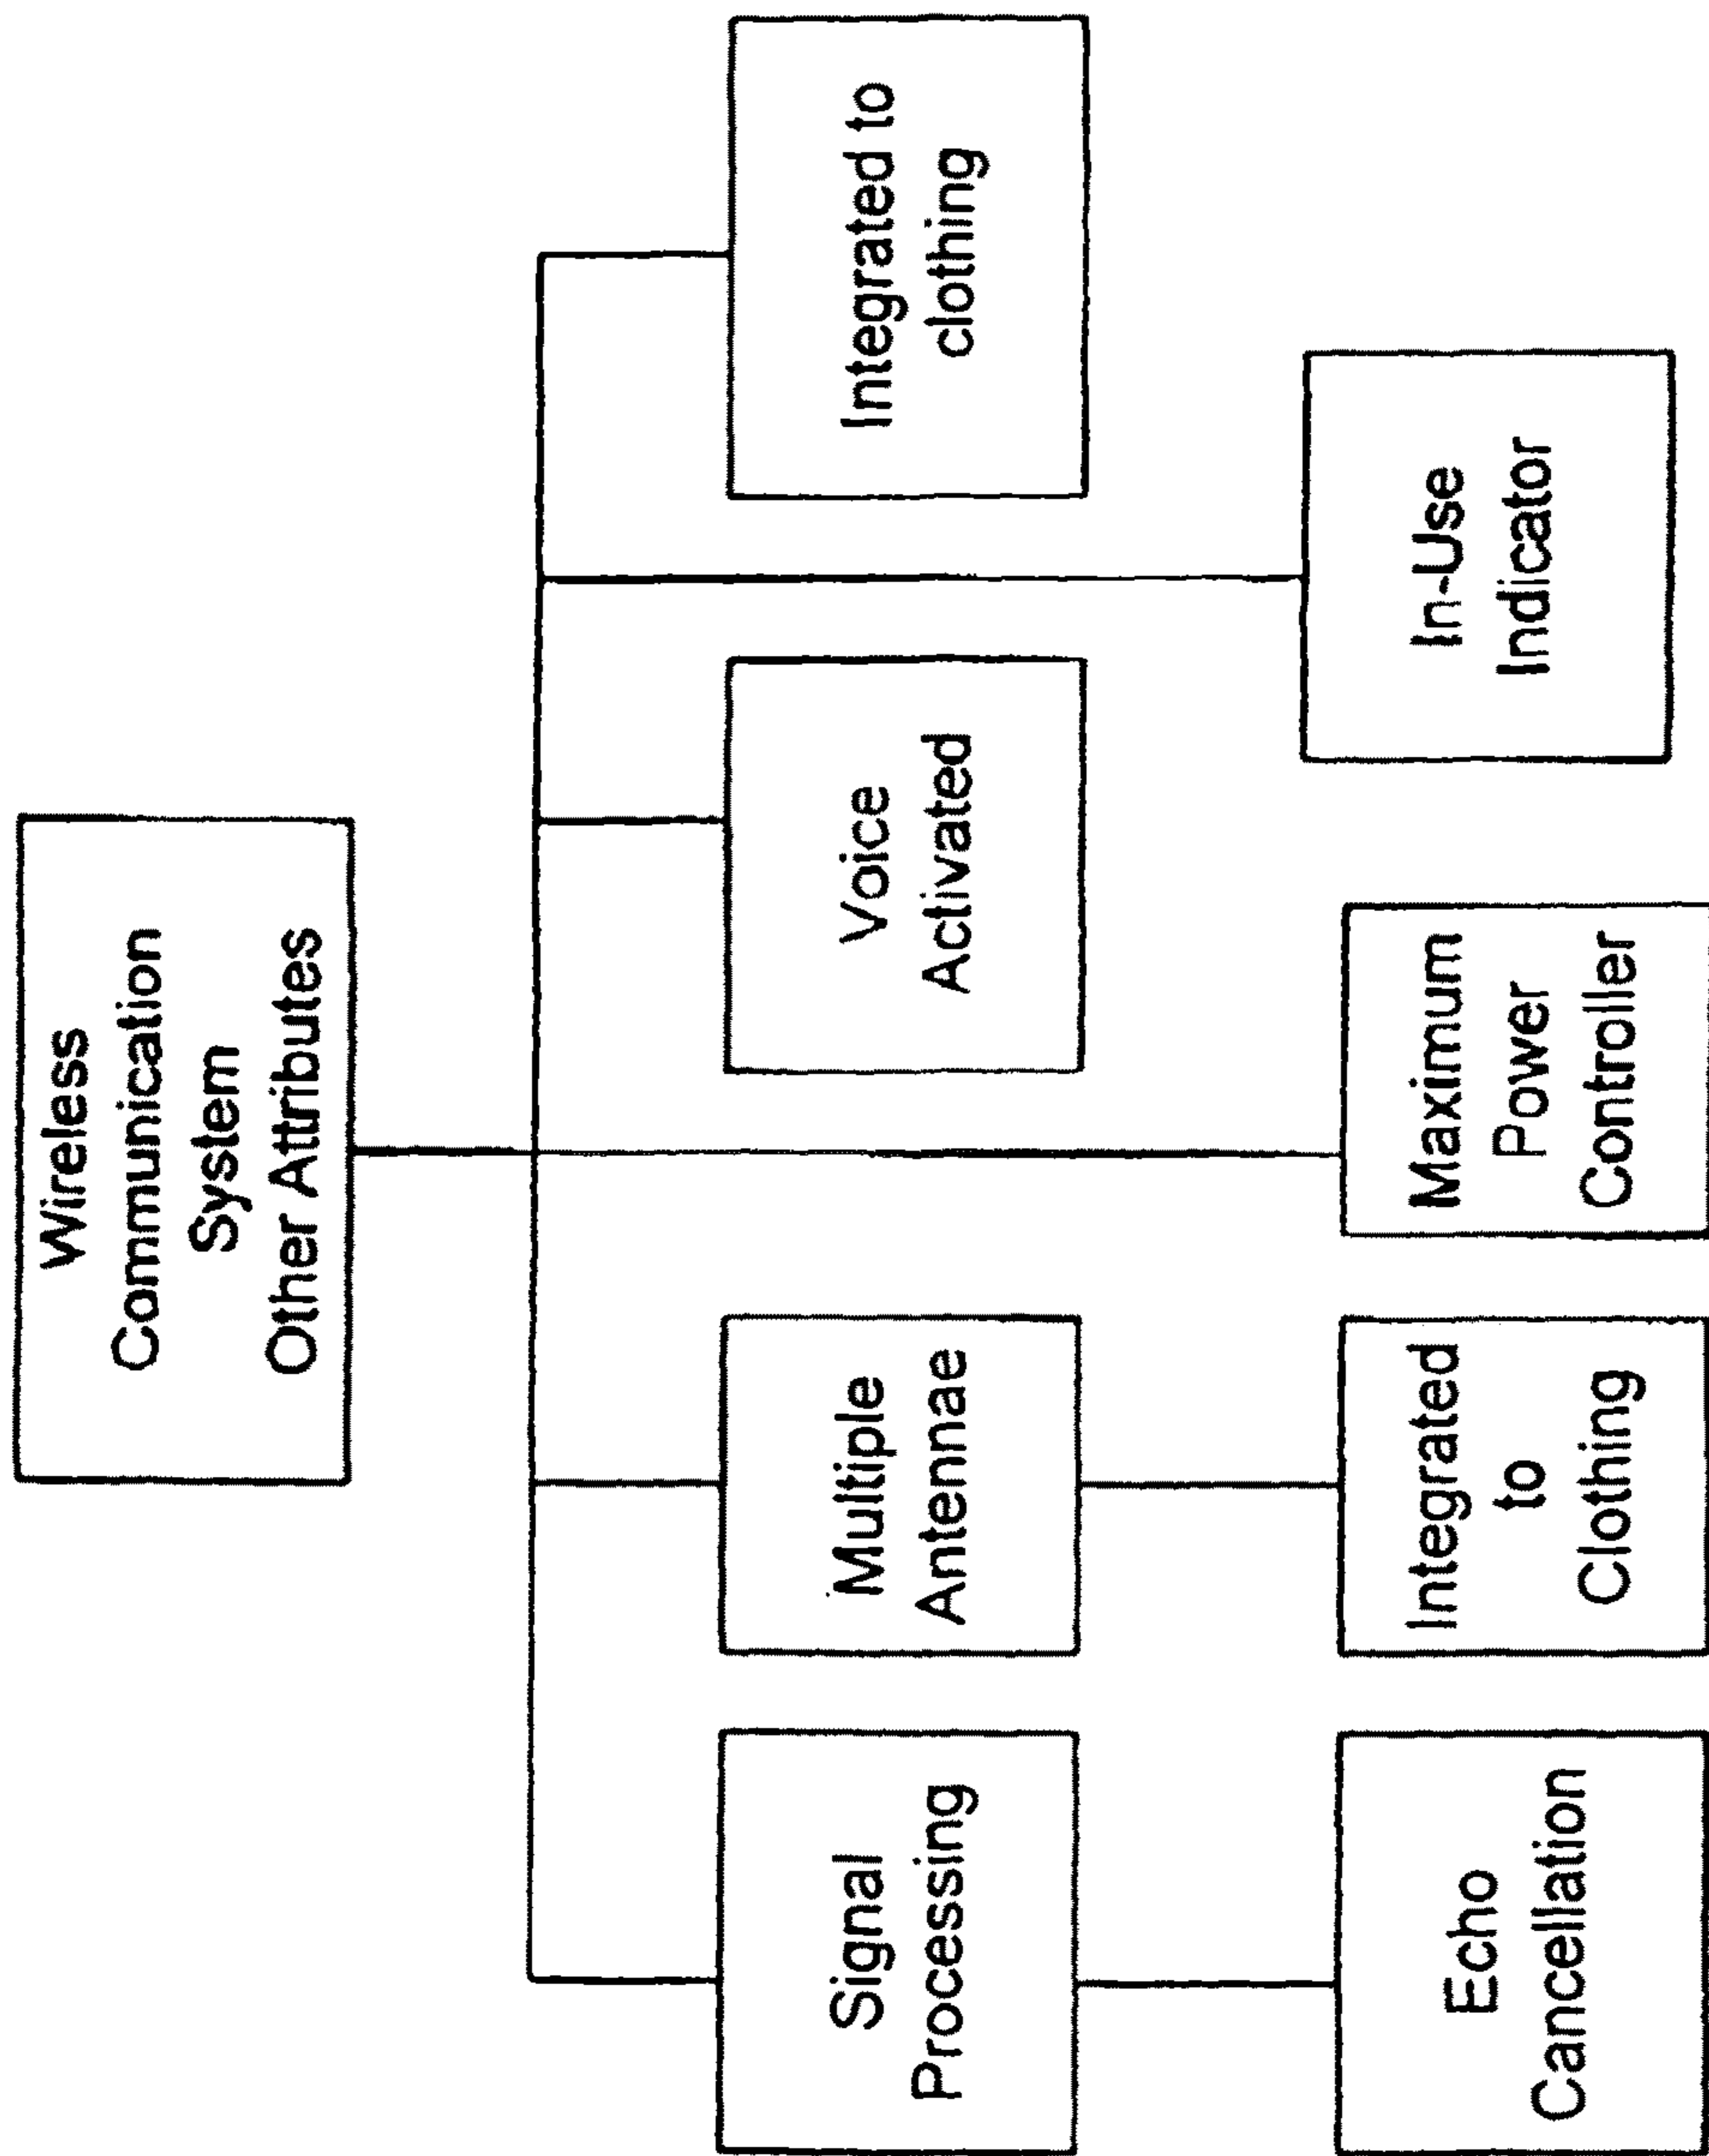 Wireless
Communication
System
Other Attributes
Signal
Processing
Multiple
Antennae
Voice
Activated
Integrated to
clothing
Echo
Cancellation
Integrated
to
Clothing
Maximum
Power
Controller
In-Use
Indicator